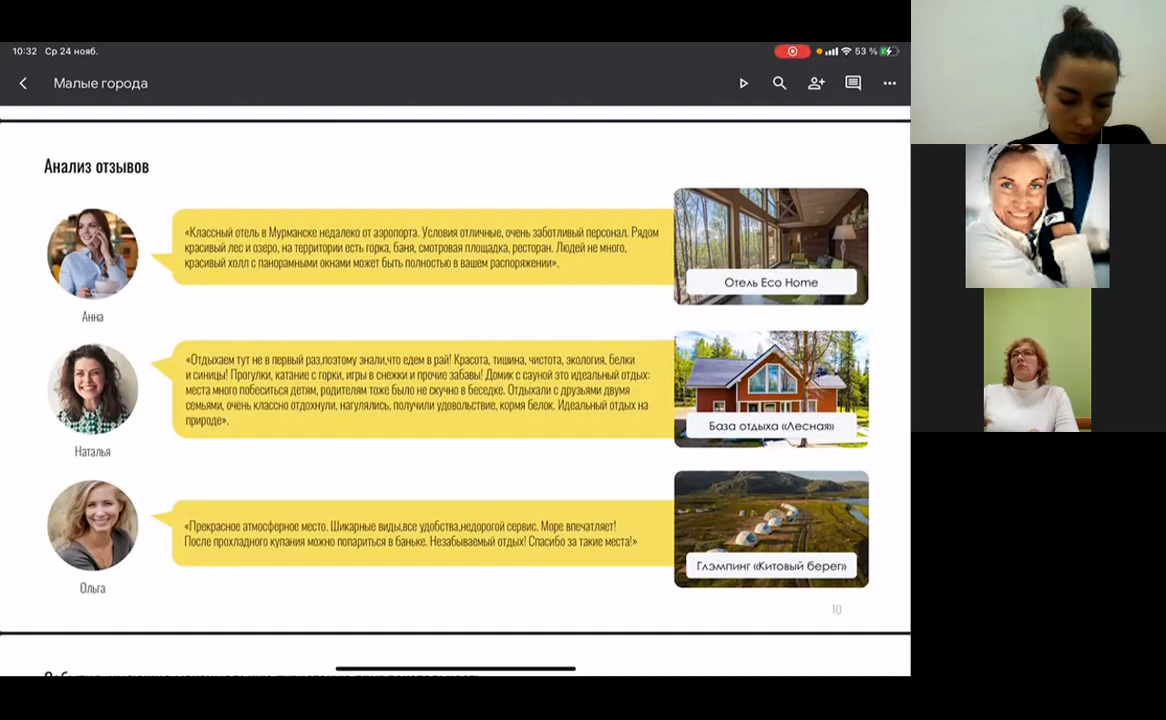 10:32 Ср 24 нояб.
53 %
Малые города
Анализ отзывов
«Классный отель в Мурманске недалеко от аэропорта. Условия отличные, очень заботливый персонал. Рядом
красивый лес и озеро, на территории есть горка, баня, смотровая площадка, ресторан. Людей не много,
красивый холл с панорамными окнами может быть полностью в вашем распоряжении».
Отель Eco Home
Анна
«Отдыхаем тут не в первый раз,поэтому знали,что едем в рай! Красота, тишина, чистота, экология, белки
и синицы! Прогулки, катание с горки, игры в снежки и прочие забавы! Домик с сауной это идеальный отдых:
места много побеситься детям, родителям тоже было не скучно в беседке. Отдыхали с друзьями двумя
семьями, очень классно отдохнули, нагулялись, получили удовольствие, кормя белок. Идеальный отдых на
природе».
База отдыха «Лесная»
Наталья
«Прекрасное атмосферное место. Шикарные виды,все удобства,недорогой сервис. Море впечатляет!
После прохладного купания можно попариться в баньке. Незабываемый отдых! Спасибо за такие места!»
Глэмпинг «Китовый берег»
Ольга
10